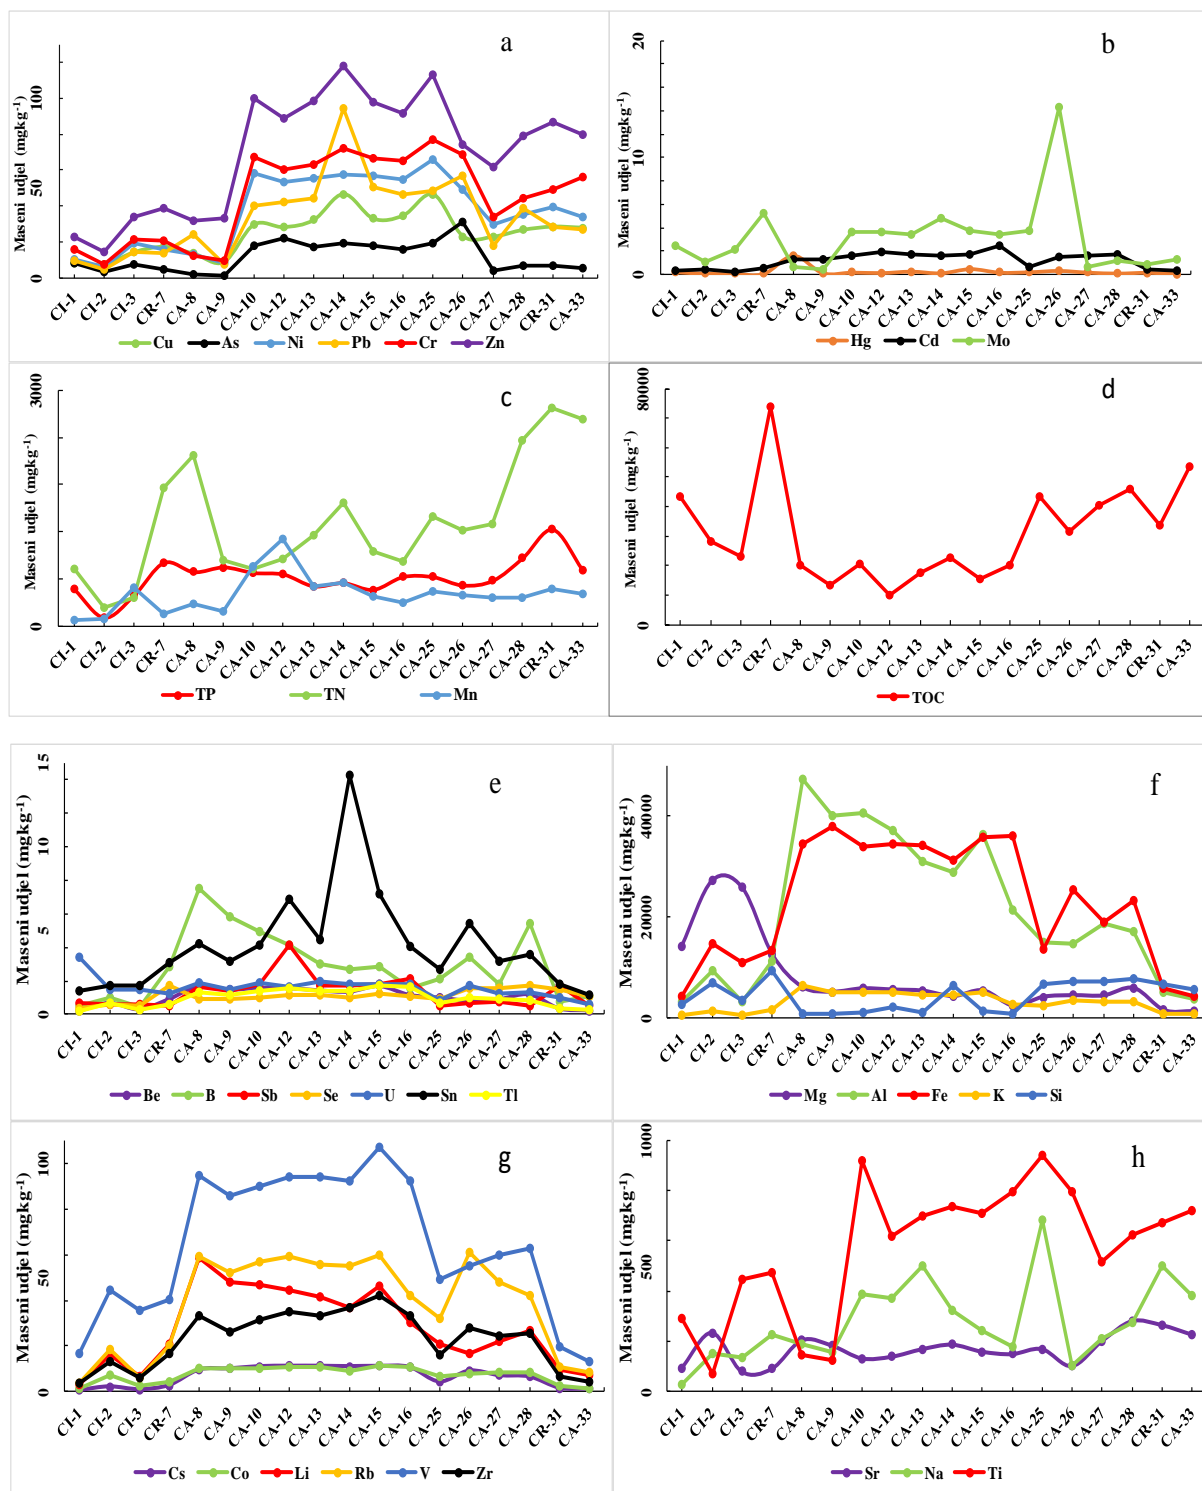 a
Maseni udjel (mgkg-1)
100
50
0
CI-1 CI-2 CI-3 CR-7 CA-8 CA-9 CA-10 CA-12 CA-13 CA-14 CA-15 CA-16 CA-25 CA-26 CA-27 CA-28 CR-31 CA-33
Cu As Ni Pb Cr Zn
b
Maseni udjel (mgkg-1)
20
10
0
CI-1 CI-2 CI-3 CR-7 CA-8 CA-9 CA-10 CA-12 CA-13 CA-14 CA-15 CA-16 CA-25 CA-26 CA-27 CA-28 CR-31 CA-33
Hg Cd Mo
c
Maseni udjel (mgkg-1)
3000
0
CI-1 CI-2 CI-3 CR-7 CA-8 CA-9 CA-10 CA-12 CA-13 CA-14 CA-15 CA-16 CA-25 CA-26 CA-27 CA-28 CR-31 CA-33
TP TN Mn
d
Maseni udjel (mgkg-1)
80000
0
CI-1 CI-2 CI-3 CR-7 CA-8 CA-9 CA-10 CA-12 CA-13 CA-14 CA-15 CA-16 CA-25 CA-26 CA-27 CA-28 CR-31 CA-33
TOC
e
Maseni udjel (mgkg-1)
15
10
5
0
CI-1 CI-2 CI-3 CR-7 CA-8 CA-9 CA-10 CA-12 CA-13 CA-14 CA-15 CA-16 CA-25 CA-26 CA-27 CA-28 CR-31 CA-33
Be B Sb Se U Sn Tl
f
Maseni udjel (mgkg-1)
40000
20000
0
CI-1 CI-2 CI-3 CR-7 CA-8 CA-9 CA-10 CA-12 CA-13 CA-14 CA-15 CA-16 CA-25 CA-26 CA-27 CA-28 CR-31 CA-33
Mg Al Fe K Si
g
Maseni udjel (mgkg-1)
100
50
0
CI-1 CI-2 CI-3 CR-7 CA-8 CA-9 CA-10 CA-12 CA-13 CA-14 CA-15 CA-16 CA-25 CA-26 CA-27 CA-28 CR-31 CA-33
Cs Co Li Rb V Zr
h
Maseni udjel (mgkg-1)
1000
500
0
CI-1 CI-2 CI-3 CR-7 CA-8 CA-9 CA-10 CA-12 CA-13 CA-14 CA-15 CA-16 CA-25 CA-26 CA-27 CA-28 CR-31 CA-33
Sr Na Ti